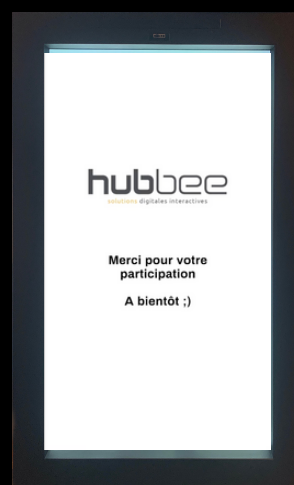 hubbee
solutions digitales interactives
Merci pour votre
participation
A bientôt ;)